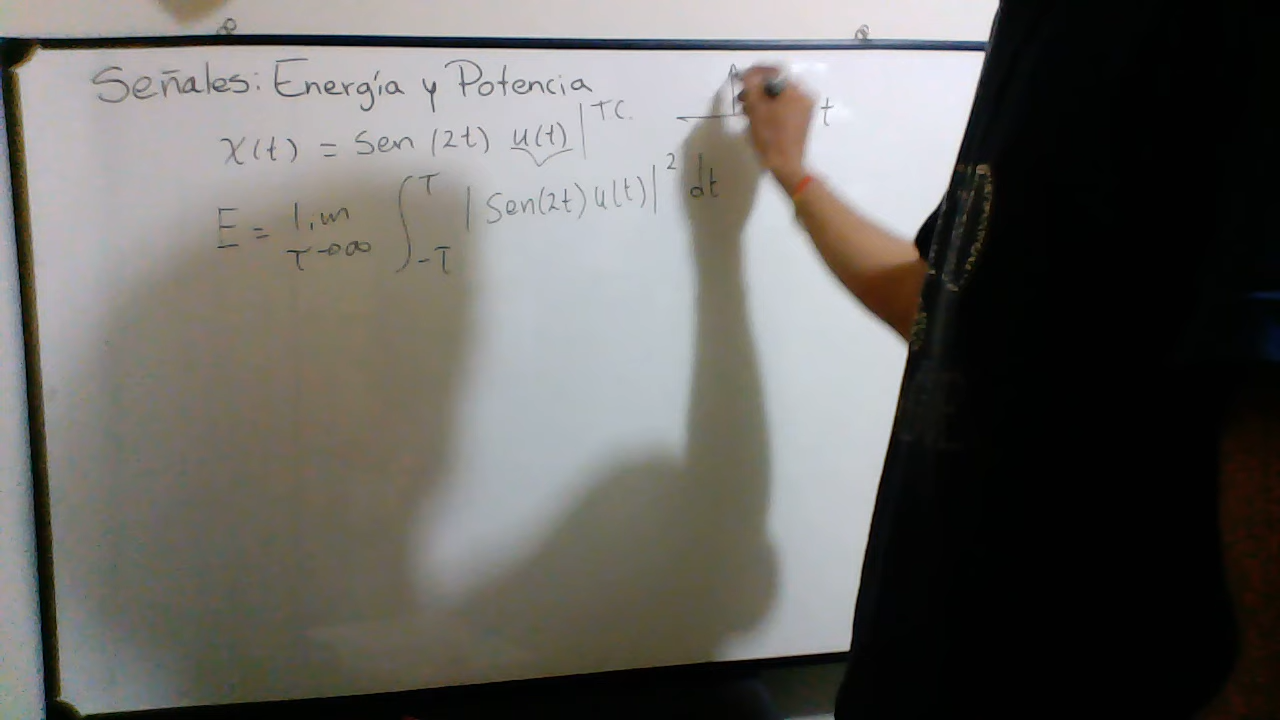 Señales: Energía y Potencia
x(t) = Sen (2t) u(t) | TC.
t
E = lim T→∞ ∫_{-T}^{T} | Sen(2t) u(t) |² dt